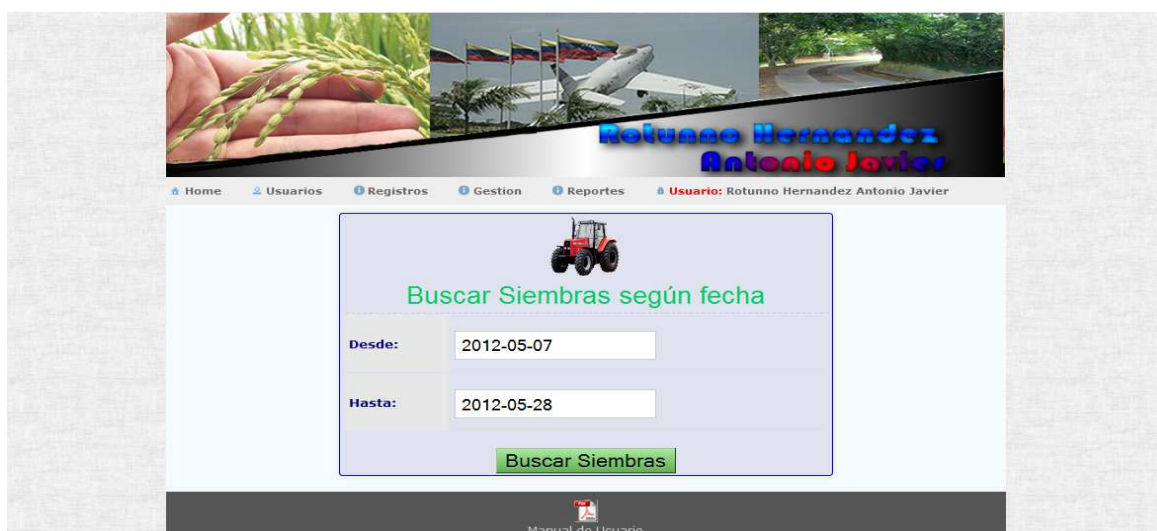 Rotunno Hernandez
Antonio Javier
Home Usuarios Registros Gestion Reportes Usuario: Rotunno Hernandez Antonio Javier
Buscar Siembras según fecha
Desde: 2012-05-07
Hasta: 2012-05-28
Buscar Siembras
Manual de Usuario